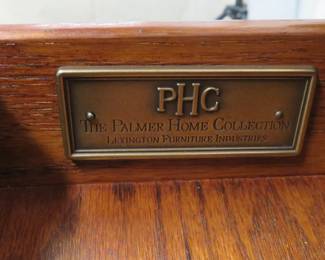 PHC
The Palmer Home Collection
Lexington Furniture Industries